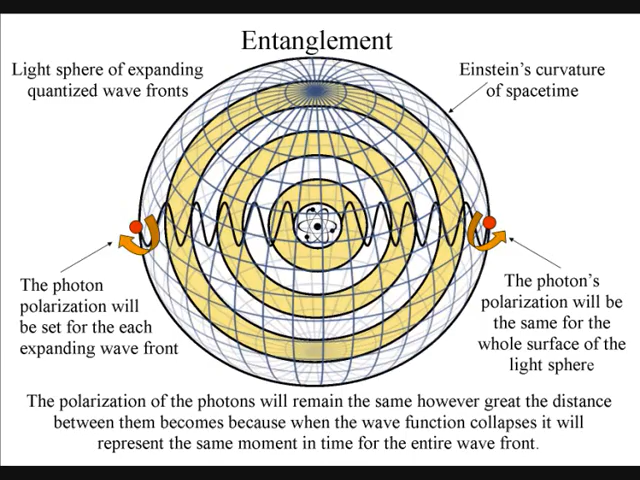 Entanglement
Light sphere of expanding
quantized wave fronts
Einstein's curvature
of spacetime
The photon
polarization will
be set for the each
expanding wave front
The photon's
polarization will be
the same for the
whole surface of the
light sphere
The polarization of the photons will remain the same however great the distance
between them becomes because when the wave function collapses it will
represent the same moment in time for the entire wave front.